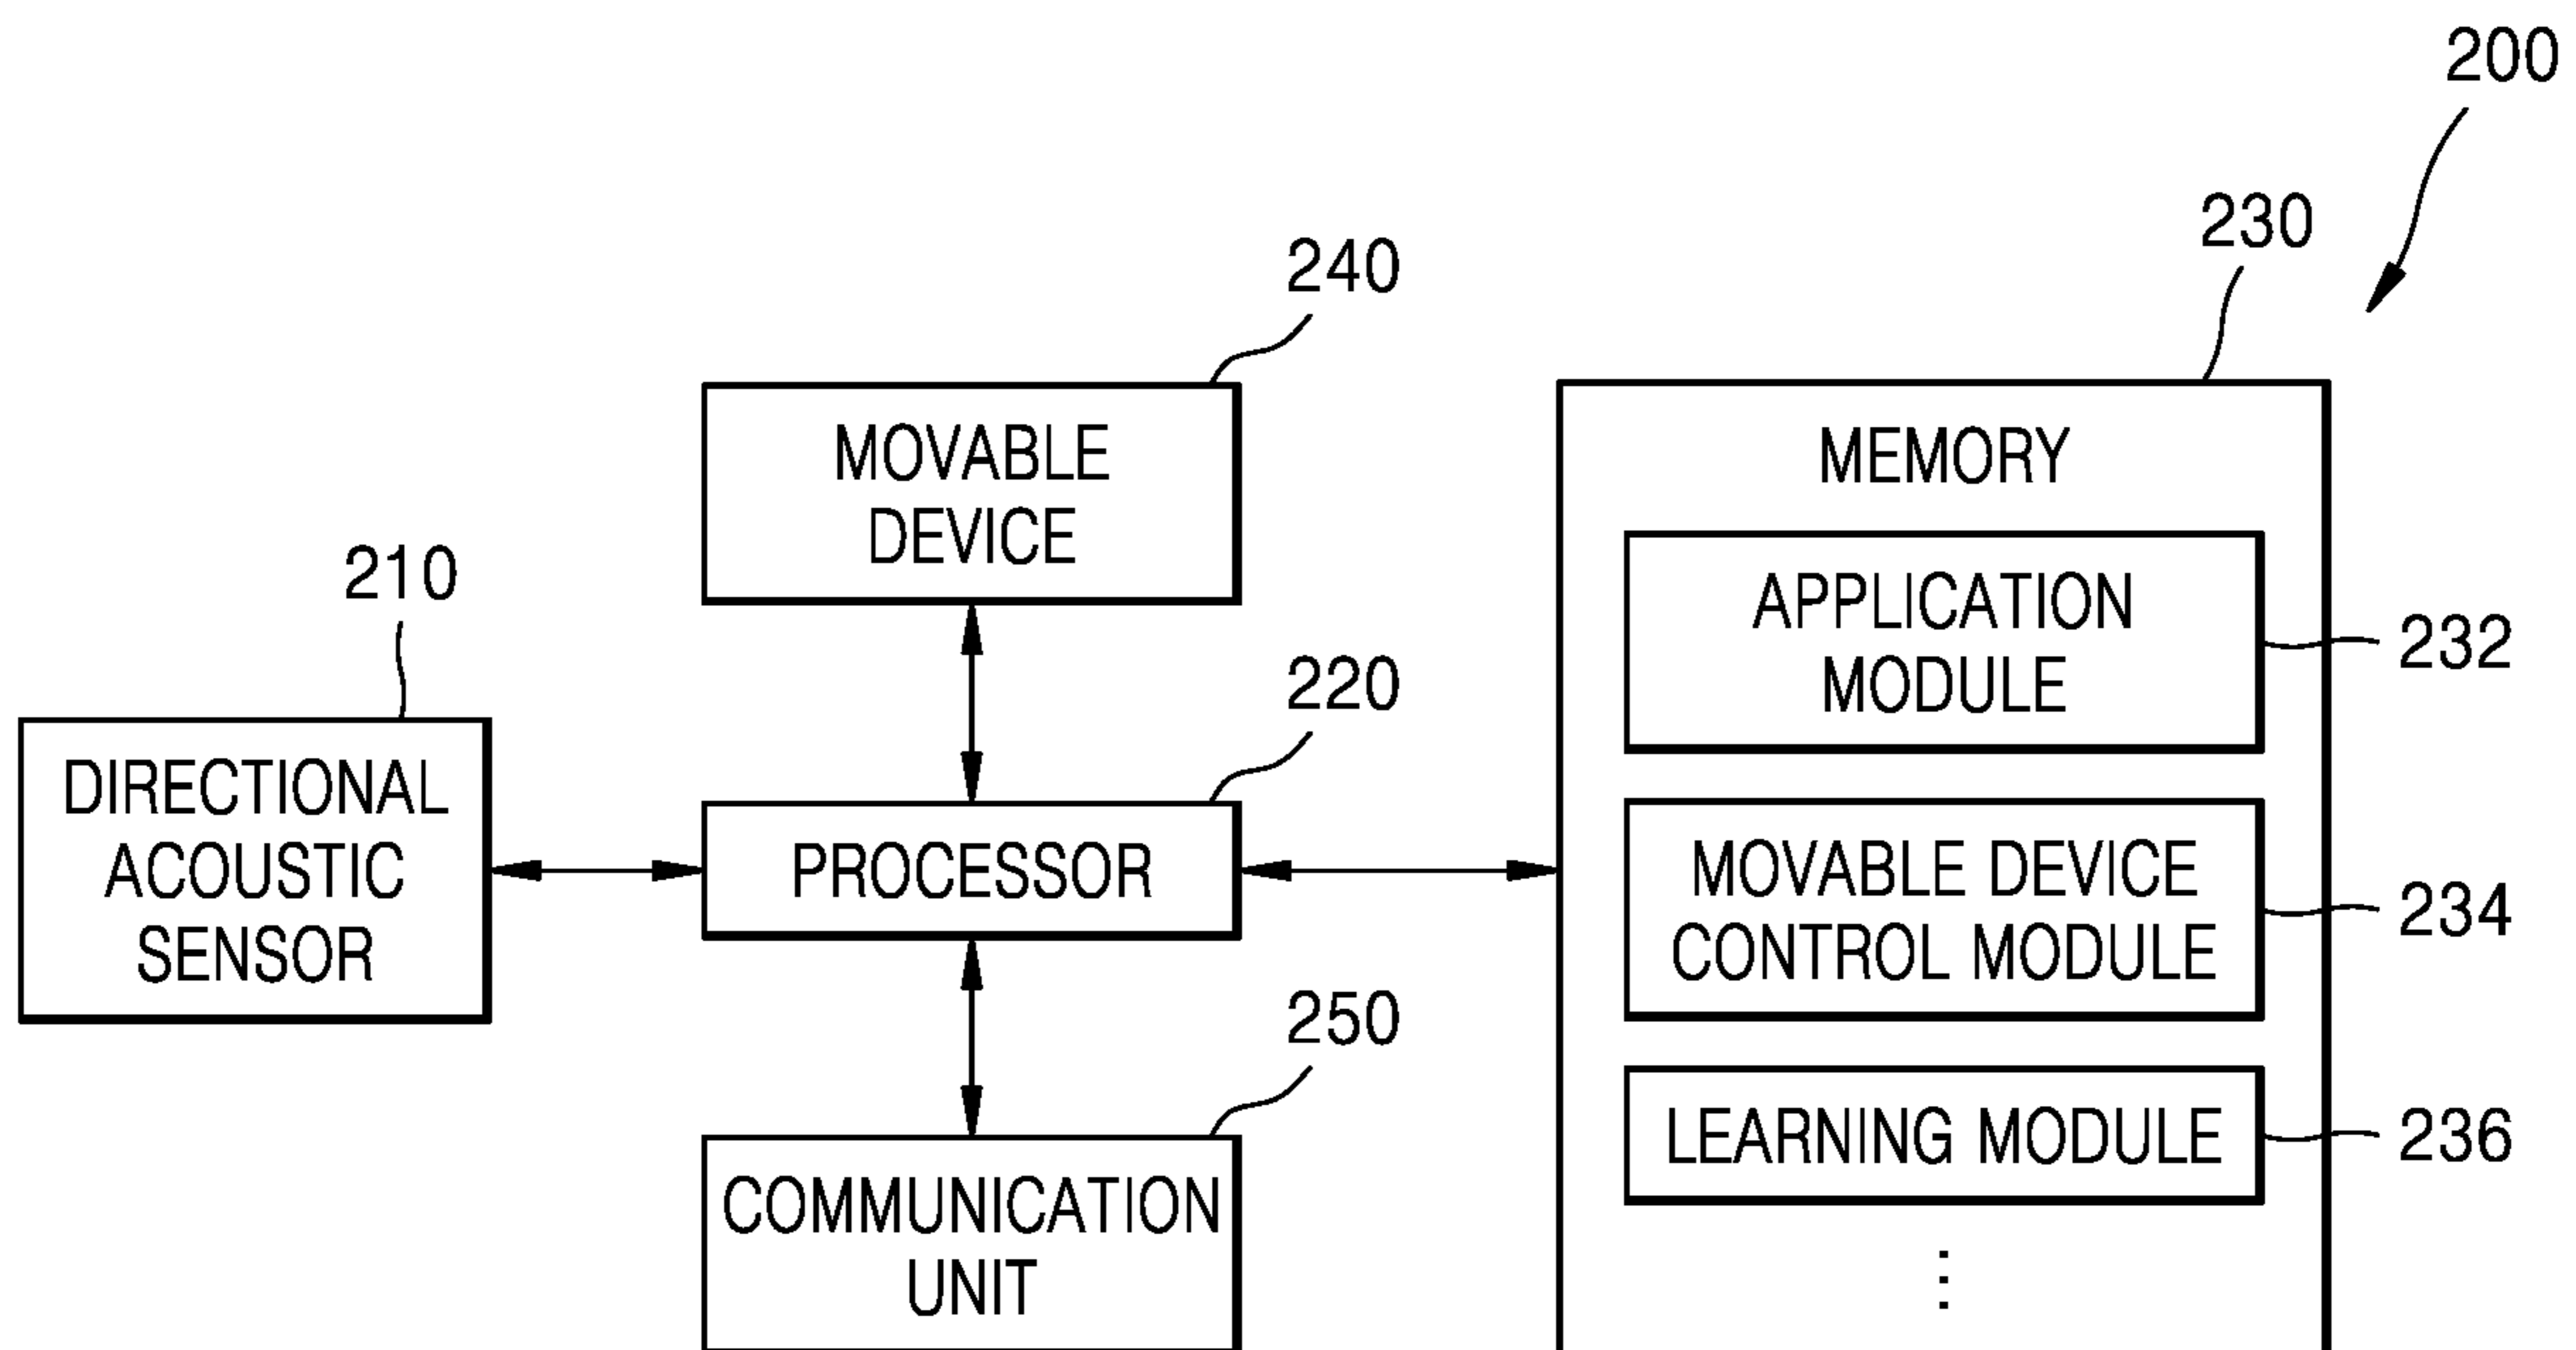 200
230
240
MOVABLE
DEVICE
MEMORY
210
APPLICATION
MODULE
232
220
DIRECTIONAL
ACOUSTIC
SENSOR
PROCESSOR
MOVABLE DEVICE
CONTROL MODULE
234
250
COMMUNICATION
UNIT
LEARNING MODULE
236